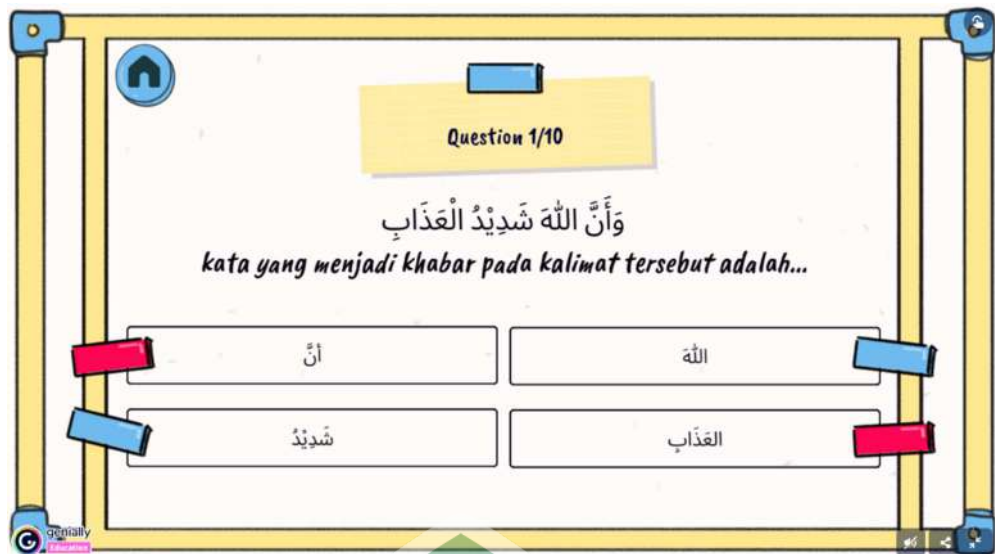 Question 1/10
وَأَنَّ اللّٰهَ شَدِيْدُ الْعَذَابِ
kata yang menjadi khabar pada kalimat tersebut adalah...
أنَّ
اللّٰهَ
شَدِيْدُ
العَذَابِ
genially
Education